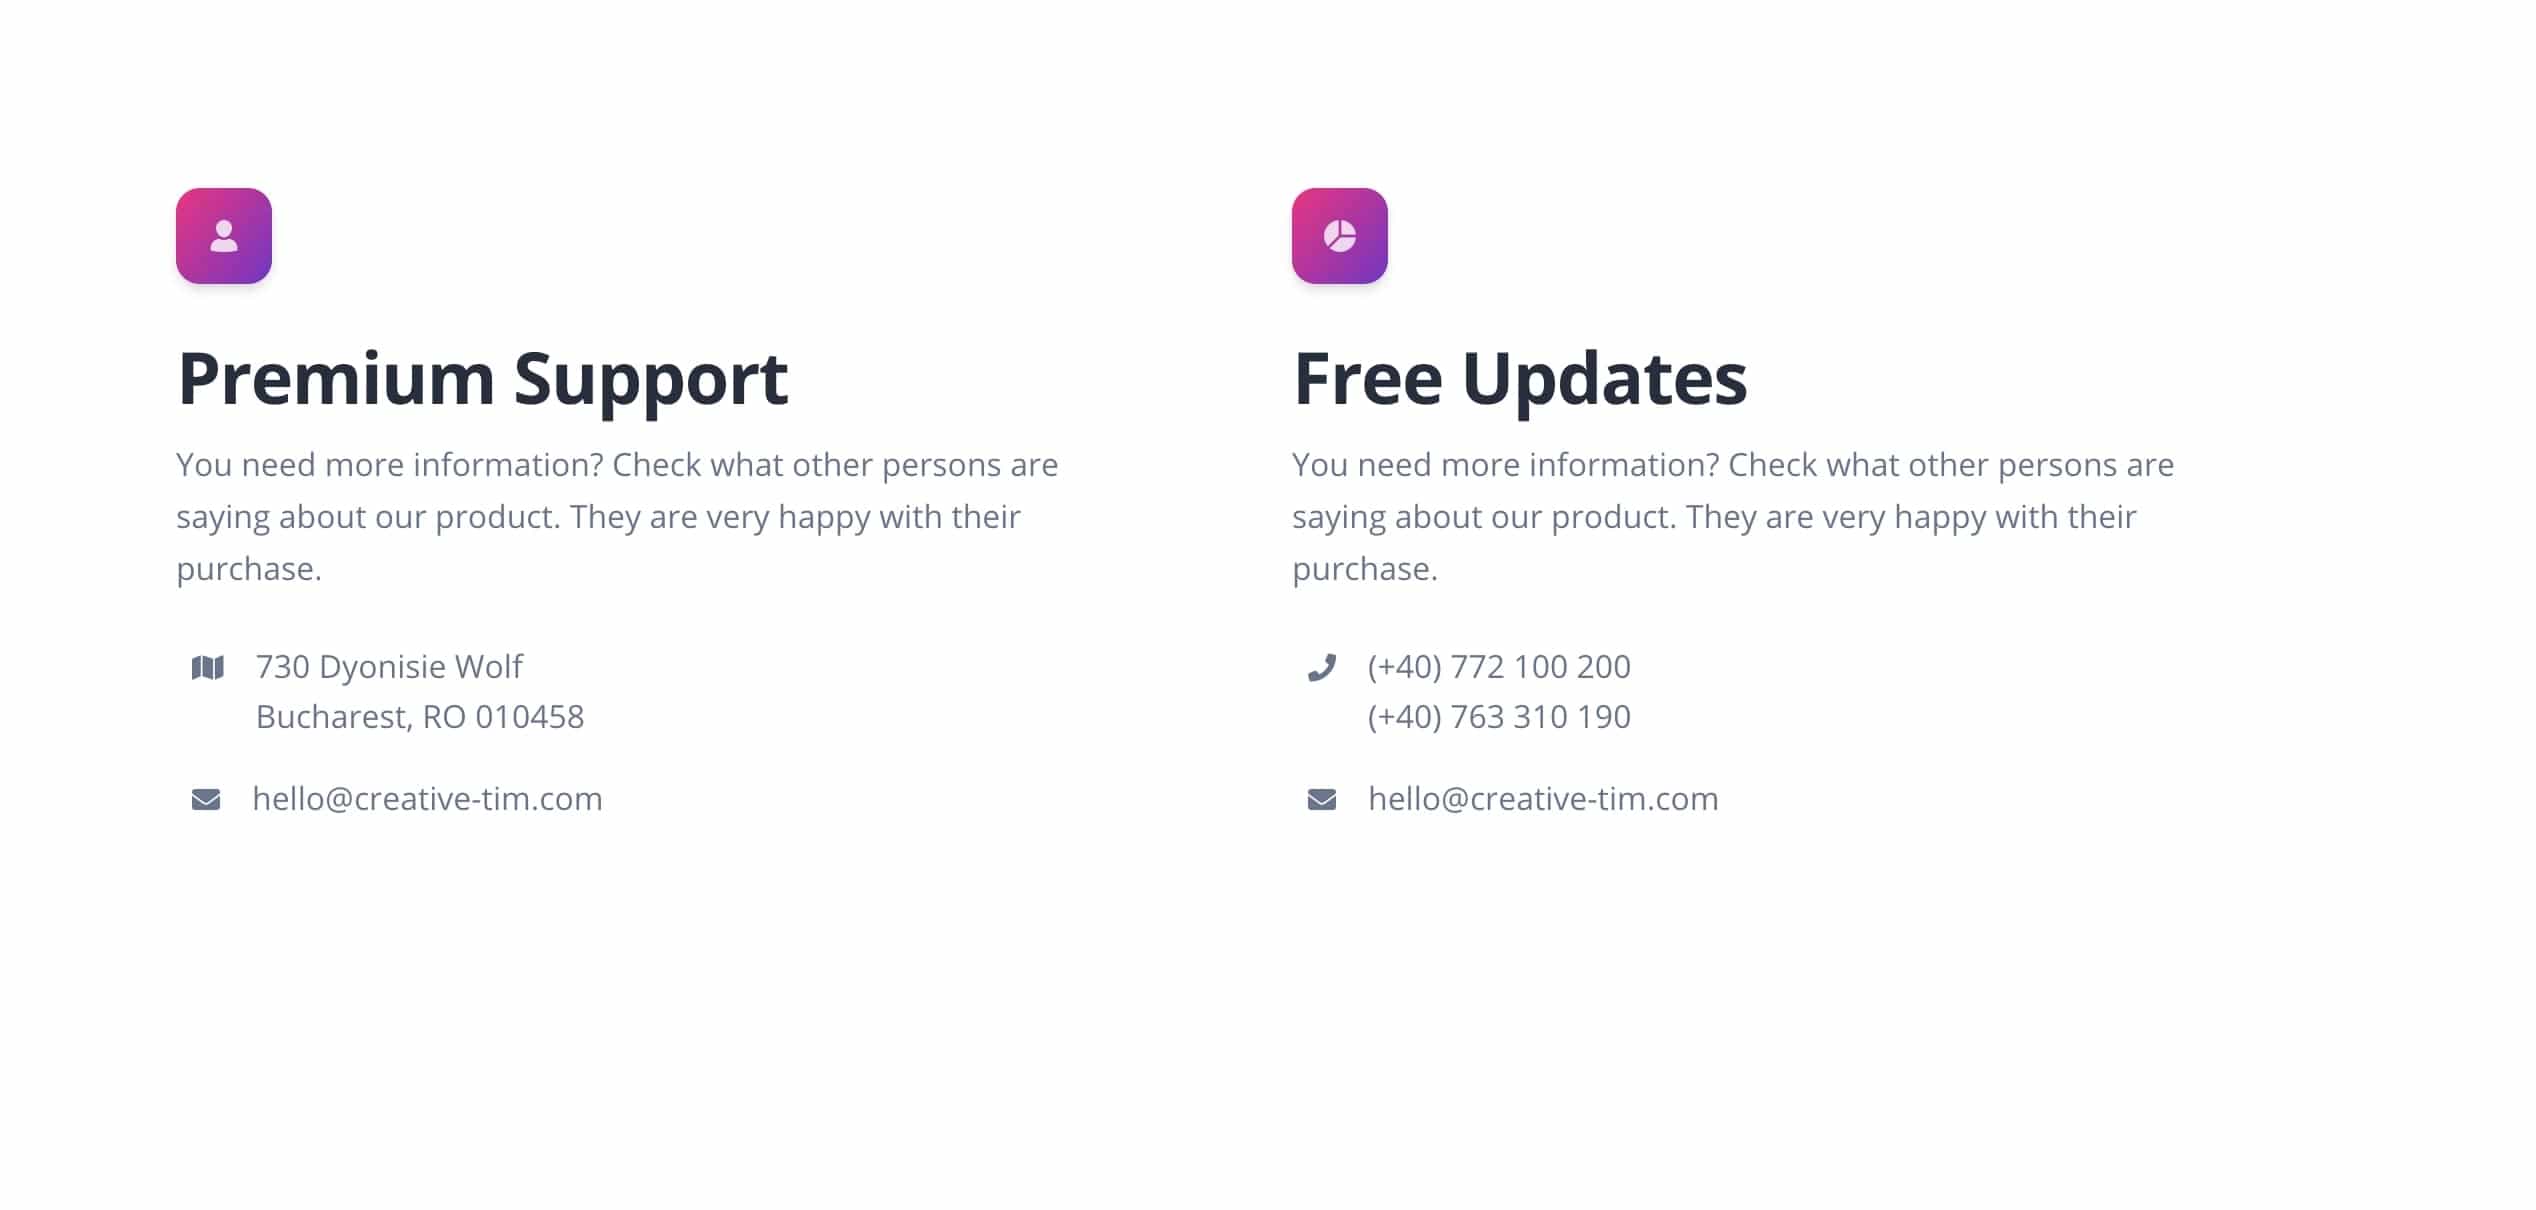 Premium Support
You need more information? Check what other persons are
saying about our product. They are very happy with their
purchase.
730 Dyonisie Wolf
Bucharest, RO 010458
hello@creative-tim.com
Free Updates
You need more information? Check what other persons are
saying about our product. They are very happy with their
purchase.
(+40) 772 100 200
(+40) 763 310 190
hello@creative-tim.com